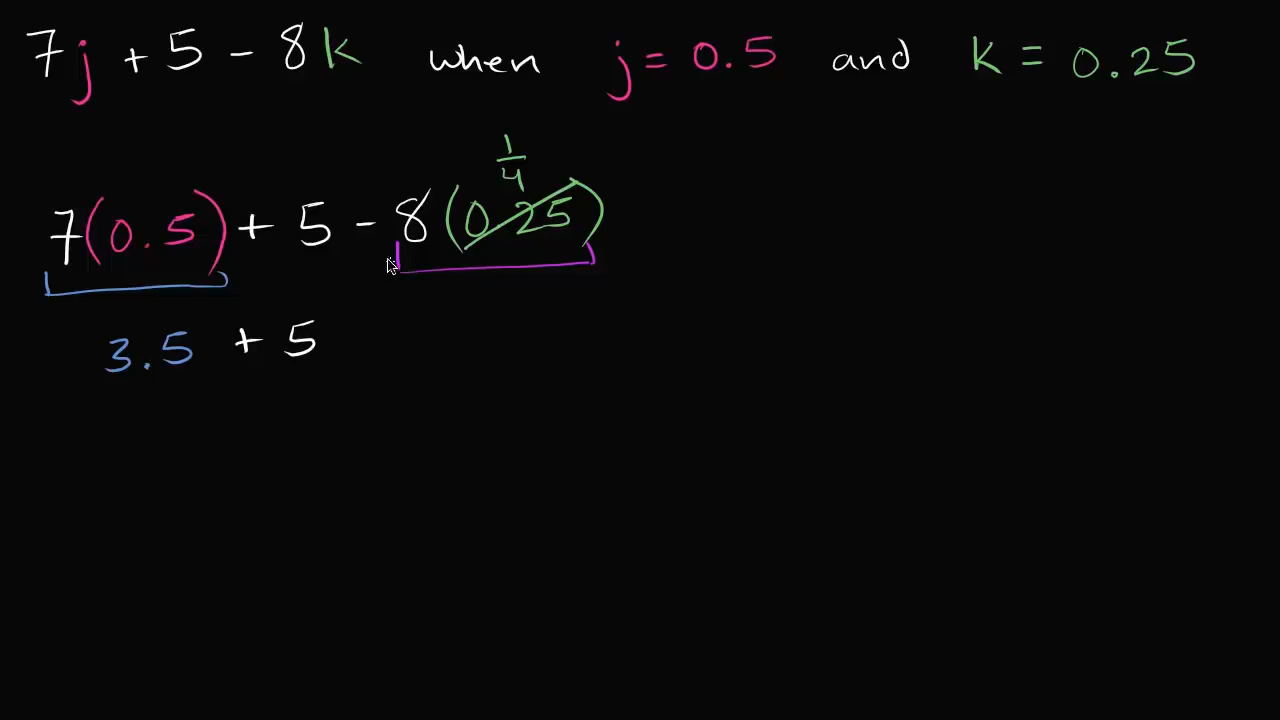 7j + 5 - 8k when j = 0.5 and k = 0.25
1/4
7(0.5) + 5 - 8(0.25)
3.5 + 5